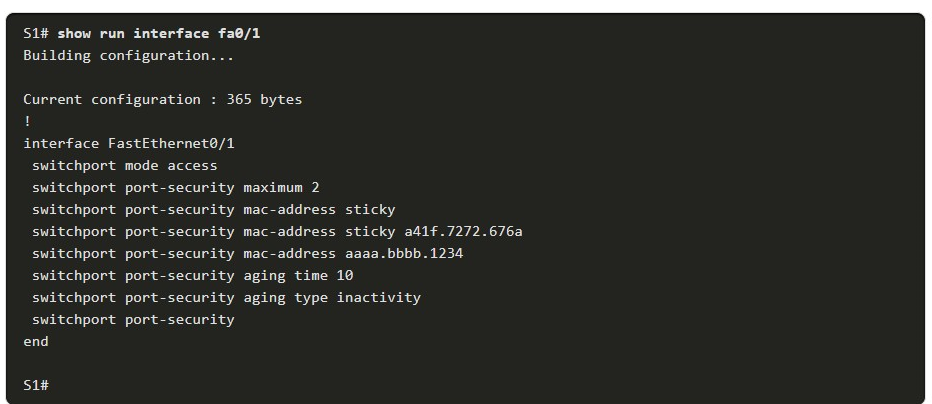 S1# show run interface fa0/1
Building configuration...
Current configuration : 365 bytes
!
interface FastEthernet0/1
switchport mode access
switchport port-security maximum 2
switchport port-security mac-address sticky
switchport port-security mac-address sticky a41f.7272.676a
switchport port-security mac-address aaaa.bbbb.1234
switchport port-security aging time 10
switchport port-security aging type inactivity
switchport port-security
end
S1#